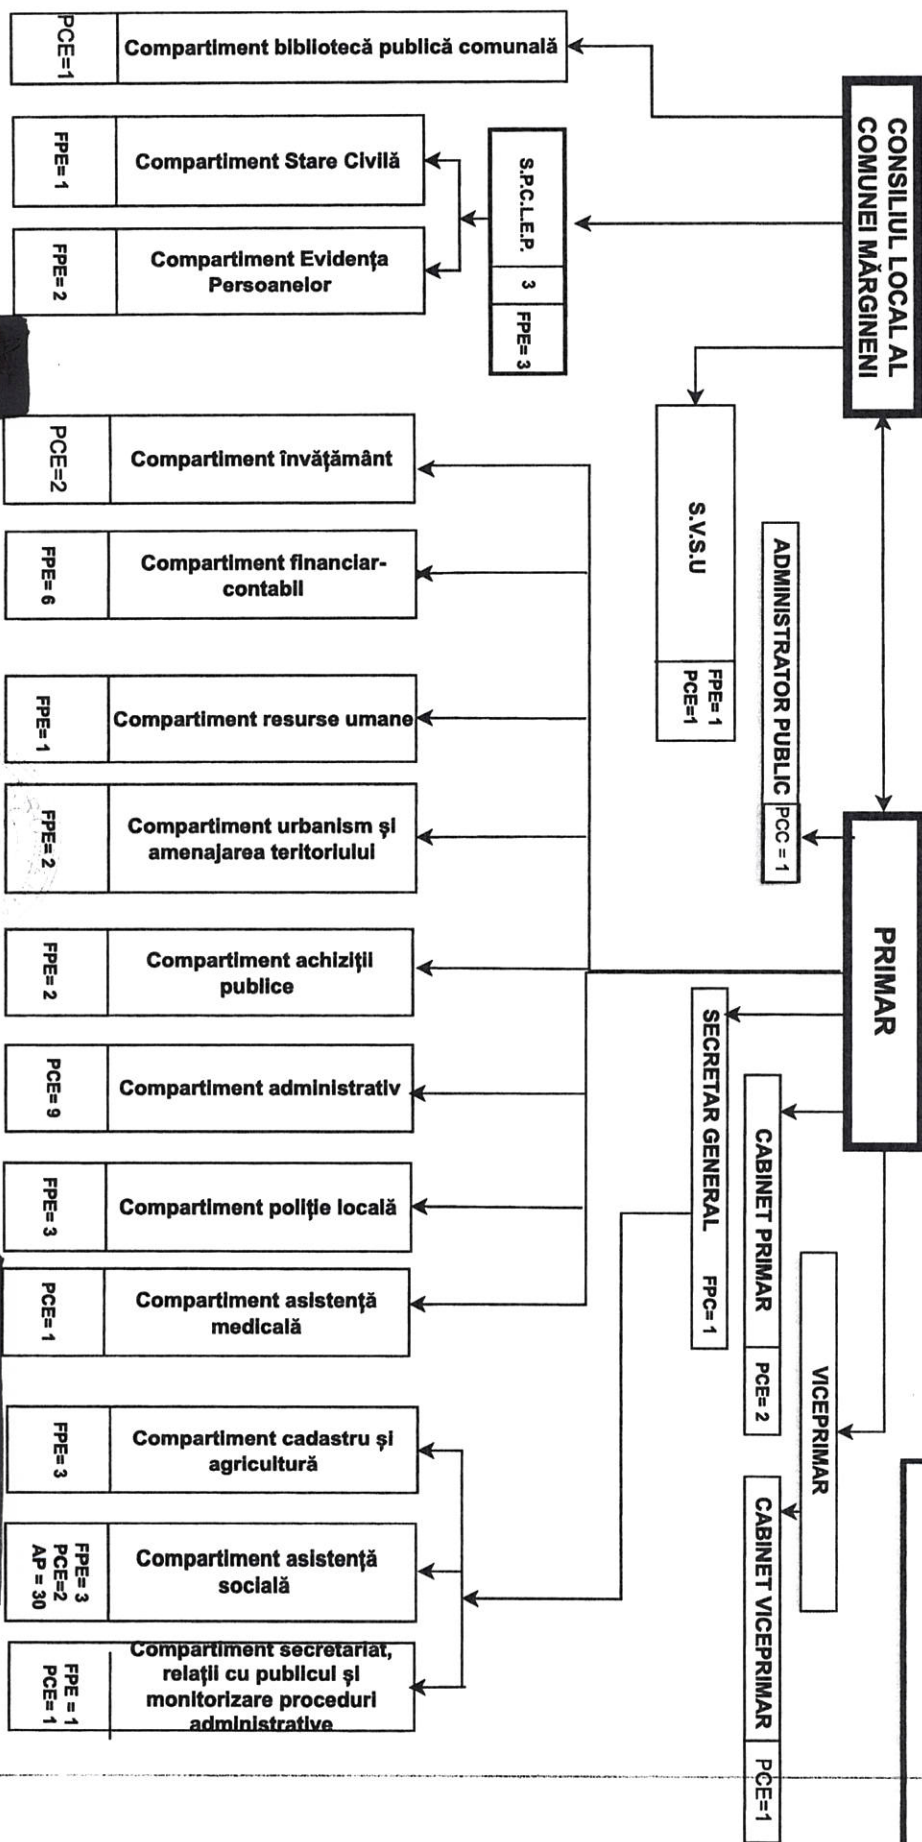 CONSILIUL LOCAL AL
COMUNEI MĂRGINENI
PRIMAR
ADMINISTRATOR PUBLIC
PCC = 1
VICEPRIMAR
CABINET PRIMAR
PCE= 2
CABINET VICEPRIMAR
PCE=1
SECRETAR GENERAL
FPC= 1
S.V.S.U
FPE= 1
PCE=1
S.P.C.L.E.P.
3
FPE= 3
Compartiment bibliotecă publică comunală
PCE=1
Compartiment Stare Civilă
FPE= 1
Compartiment Evidența
Persoanelor
FPE= 2
Compartiment învățământ
PCE=2
Compartiment financiar-
contabil
FPE= 6
Compartiment resurse umane
FPE= 1
Compartiment urbanism și
amenajarea teritoriului
FPE= 2
Compartiment achiziții
publice
FPE= 2
Compartiment administrativ
PCE= 9
Compartiment poliție locală
FPE= 3
Compartiment asistență
medicală
PCE= 1
Compartiment cadastru și
agricultură
FPE= 3
Compartiment asistență
socială
FPE= 3
PCE=2
AP = 30
Compartiment secretariat,
relații cu publicul și
monitorizare proceduri
administrative
FPE = 1
PCE= 1